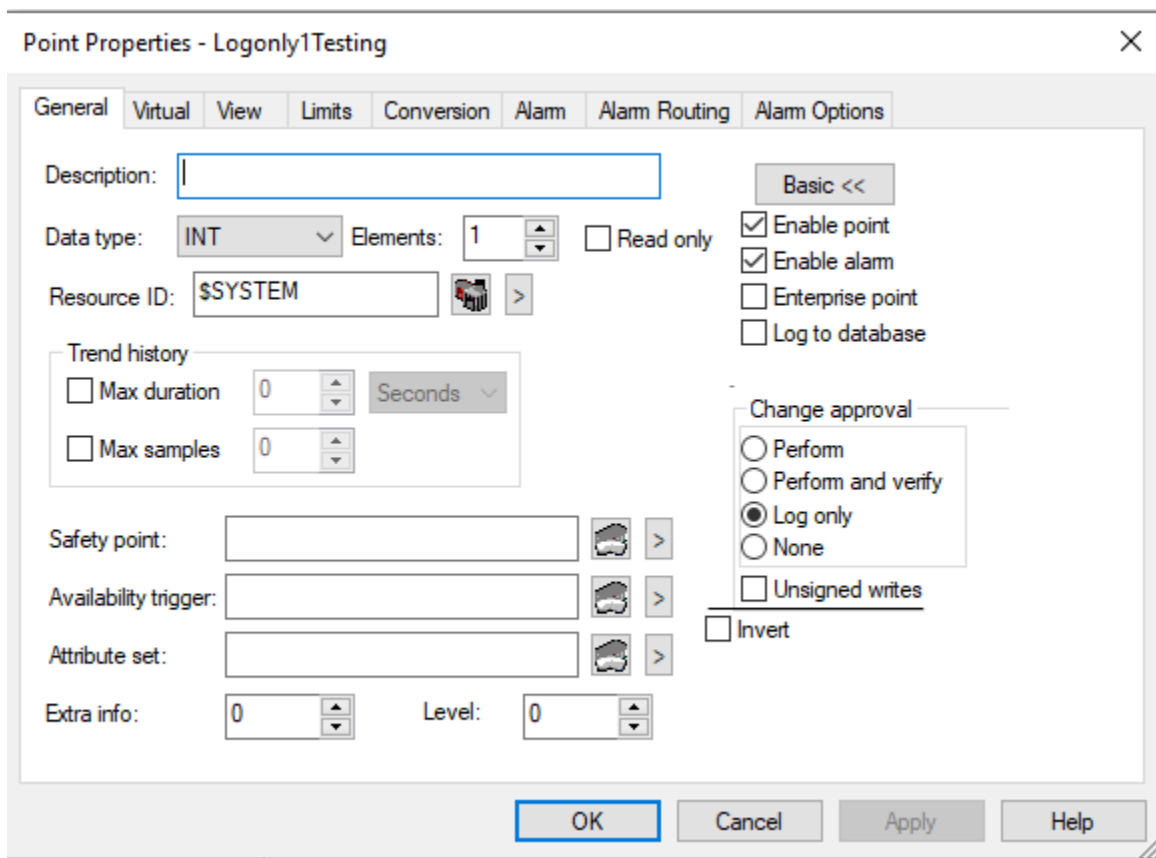 Point Properties - Logonly1Testing
General Virtual View Limits Conversion Alarm Alarm Routing Alarm Options
Description:
Basic <<
Data type: INT Elements: 1 Read only
Enable point
Enable alarm
Resource ID: $SYSTEM >
Enterprise point
Log to database
Trend history
Max duration 0 Seconds
Max samples 0
Change approval
Perform
Perform and verify
Log only
None
Unsigned writes
Invert
Safety point: >
Availability trigger: >
Attribute set: >
Extra info: 0 Level: 0
OK Cancel Apply Help